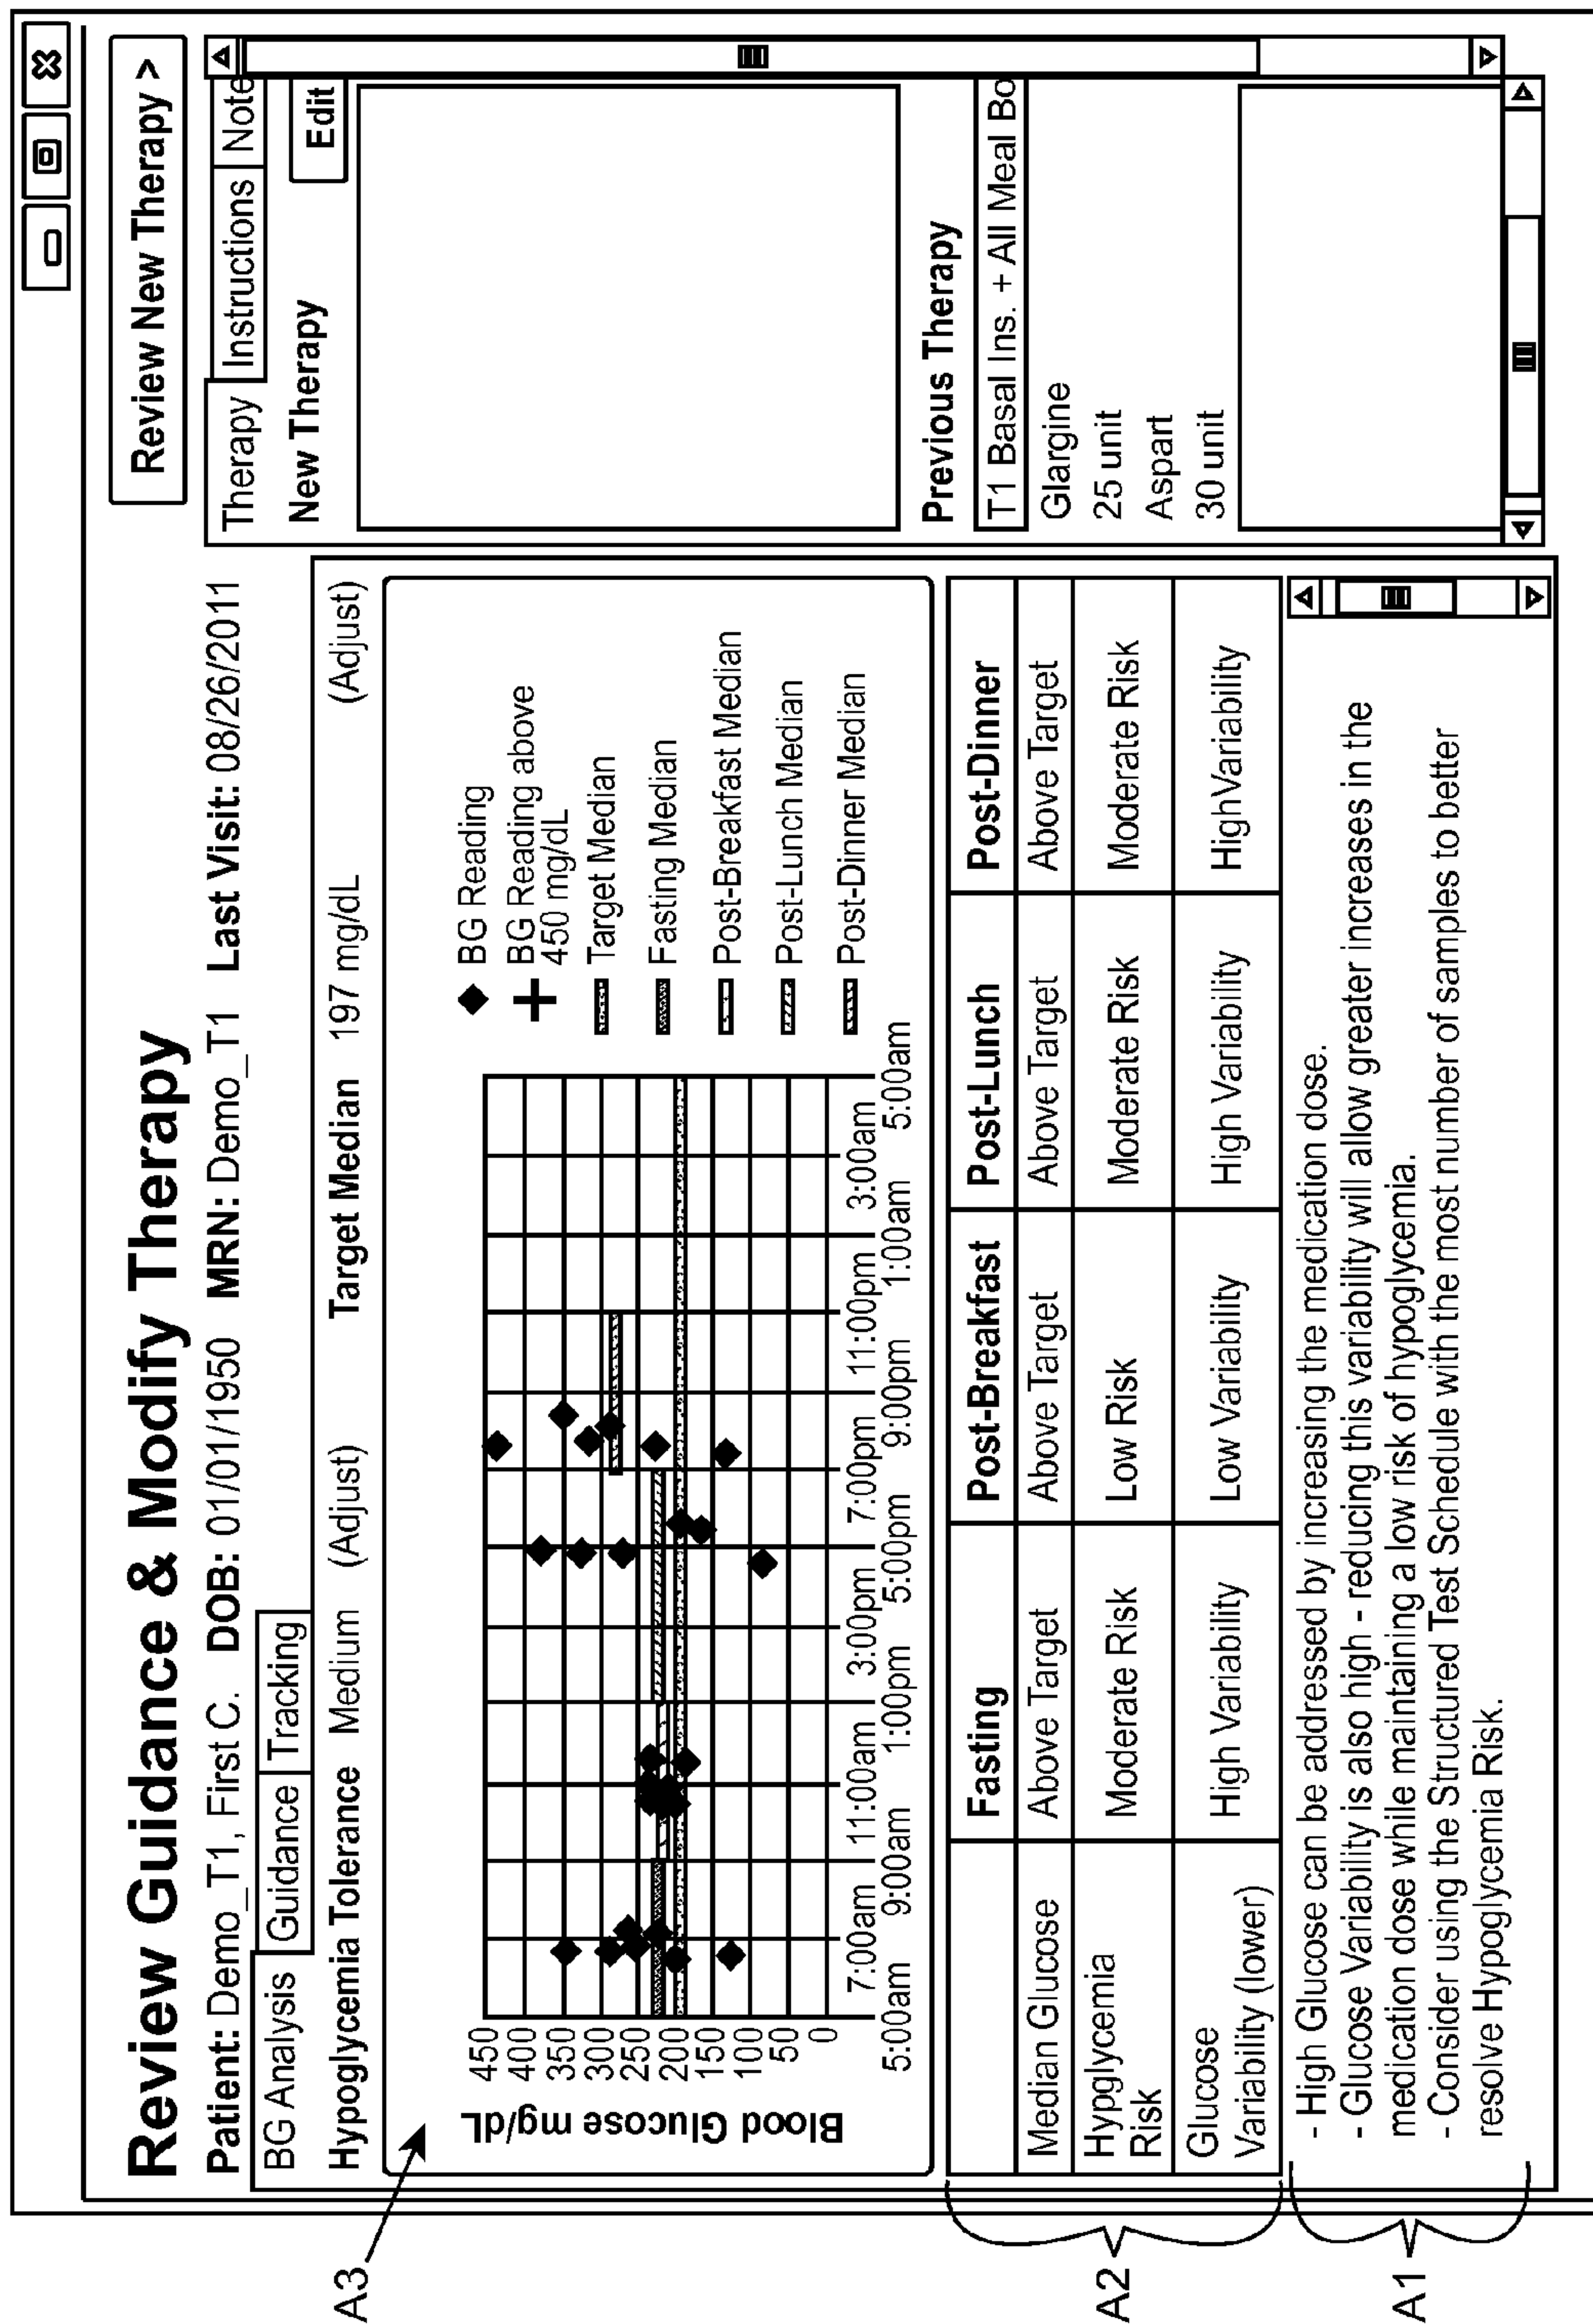 Review Guidance & Modify Therapy
Review New Therapy >
Patient: Demo_T1, First C. DOB: 01/01/1950 MRN: Demo_T1 Last Visit: 08/26/2011
BG Analysis Guidance Tracking
Hypoglycemia Tolerance Medium (Adjust) Target Median 197 mg/dL (Adjust)
A3
Blood Glucose mg/dL
450
400
350
300
250
200
150
100
50
0
7:00am 11:00am 3:00pm 7:00pm 11:00pm 3:00am
5:00am 9:00am 1:00pm 5:00pm 9:00pm 1:00am 5:00am
BG Reading
BG Reading above
450 mg/dL
Target Median
Fasting Median
Post-Breakfast Median
Post-Lunch Median
Post-Dinner Median
A2
Fasting Post-Breakfast Post-Lunch Post-Dinner
Median Glucose Above Target Above Target Above Target Above Target
Hypglycemia
Risk Moderate Risk Low Risk Moderate Risk Moderate Risk
Glucose
Variability (lower) High Variability Low Variability High Variability HighVariability
A1
- High Glucose can be addressed by increasing the medication dose.
- Glucose Variability is also high - reducing this variability will allow greater increases in the
medication dose while maintaining a low risk of hypoglycemia.
- Consider using the Structured Test Schedule with the most number of samples to better
resolve Hypoglycemia Risk.
Therapy Instructions Note
New Therapy
Edit
Previous Therapy
T1 Basal Ins. + All Meal Bo
Glargine
25 unit
Aspart
30 unit